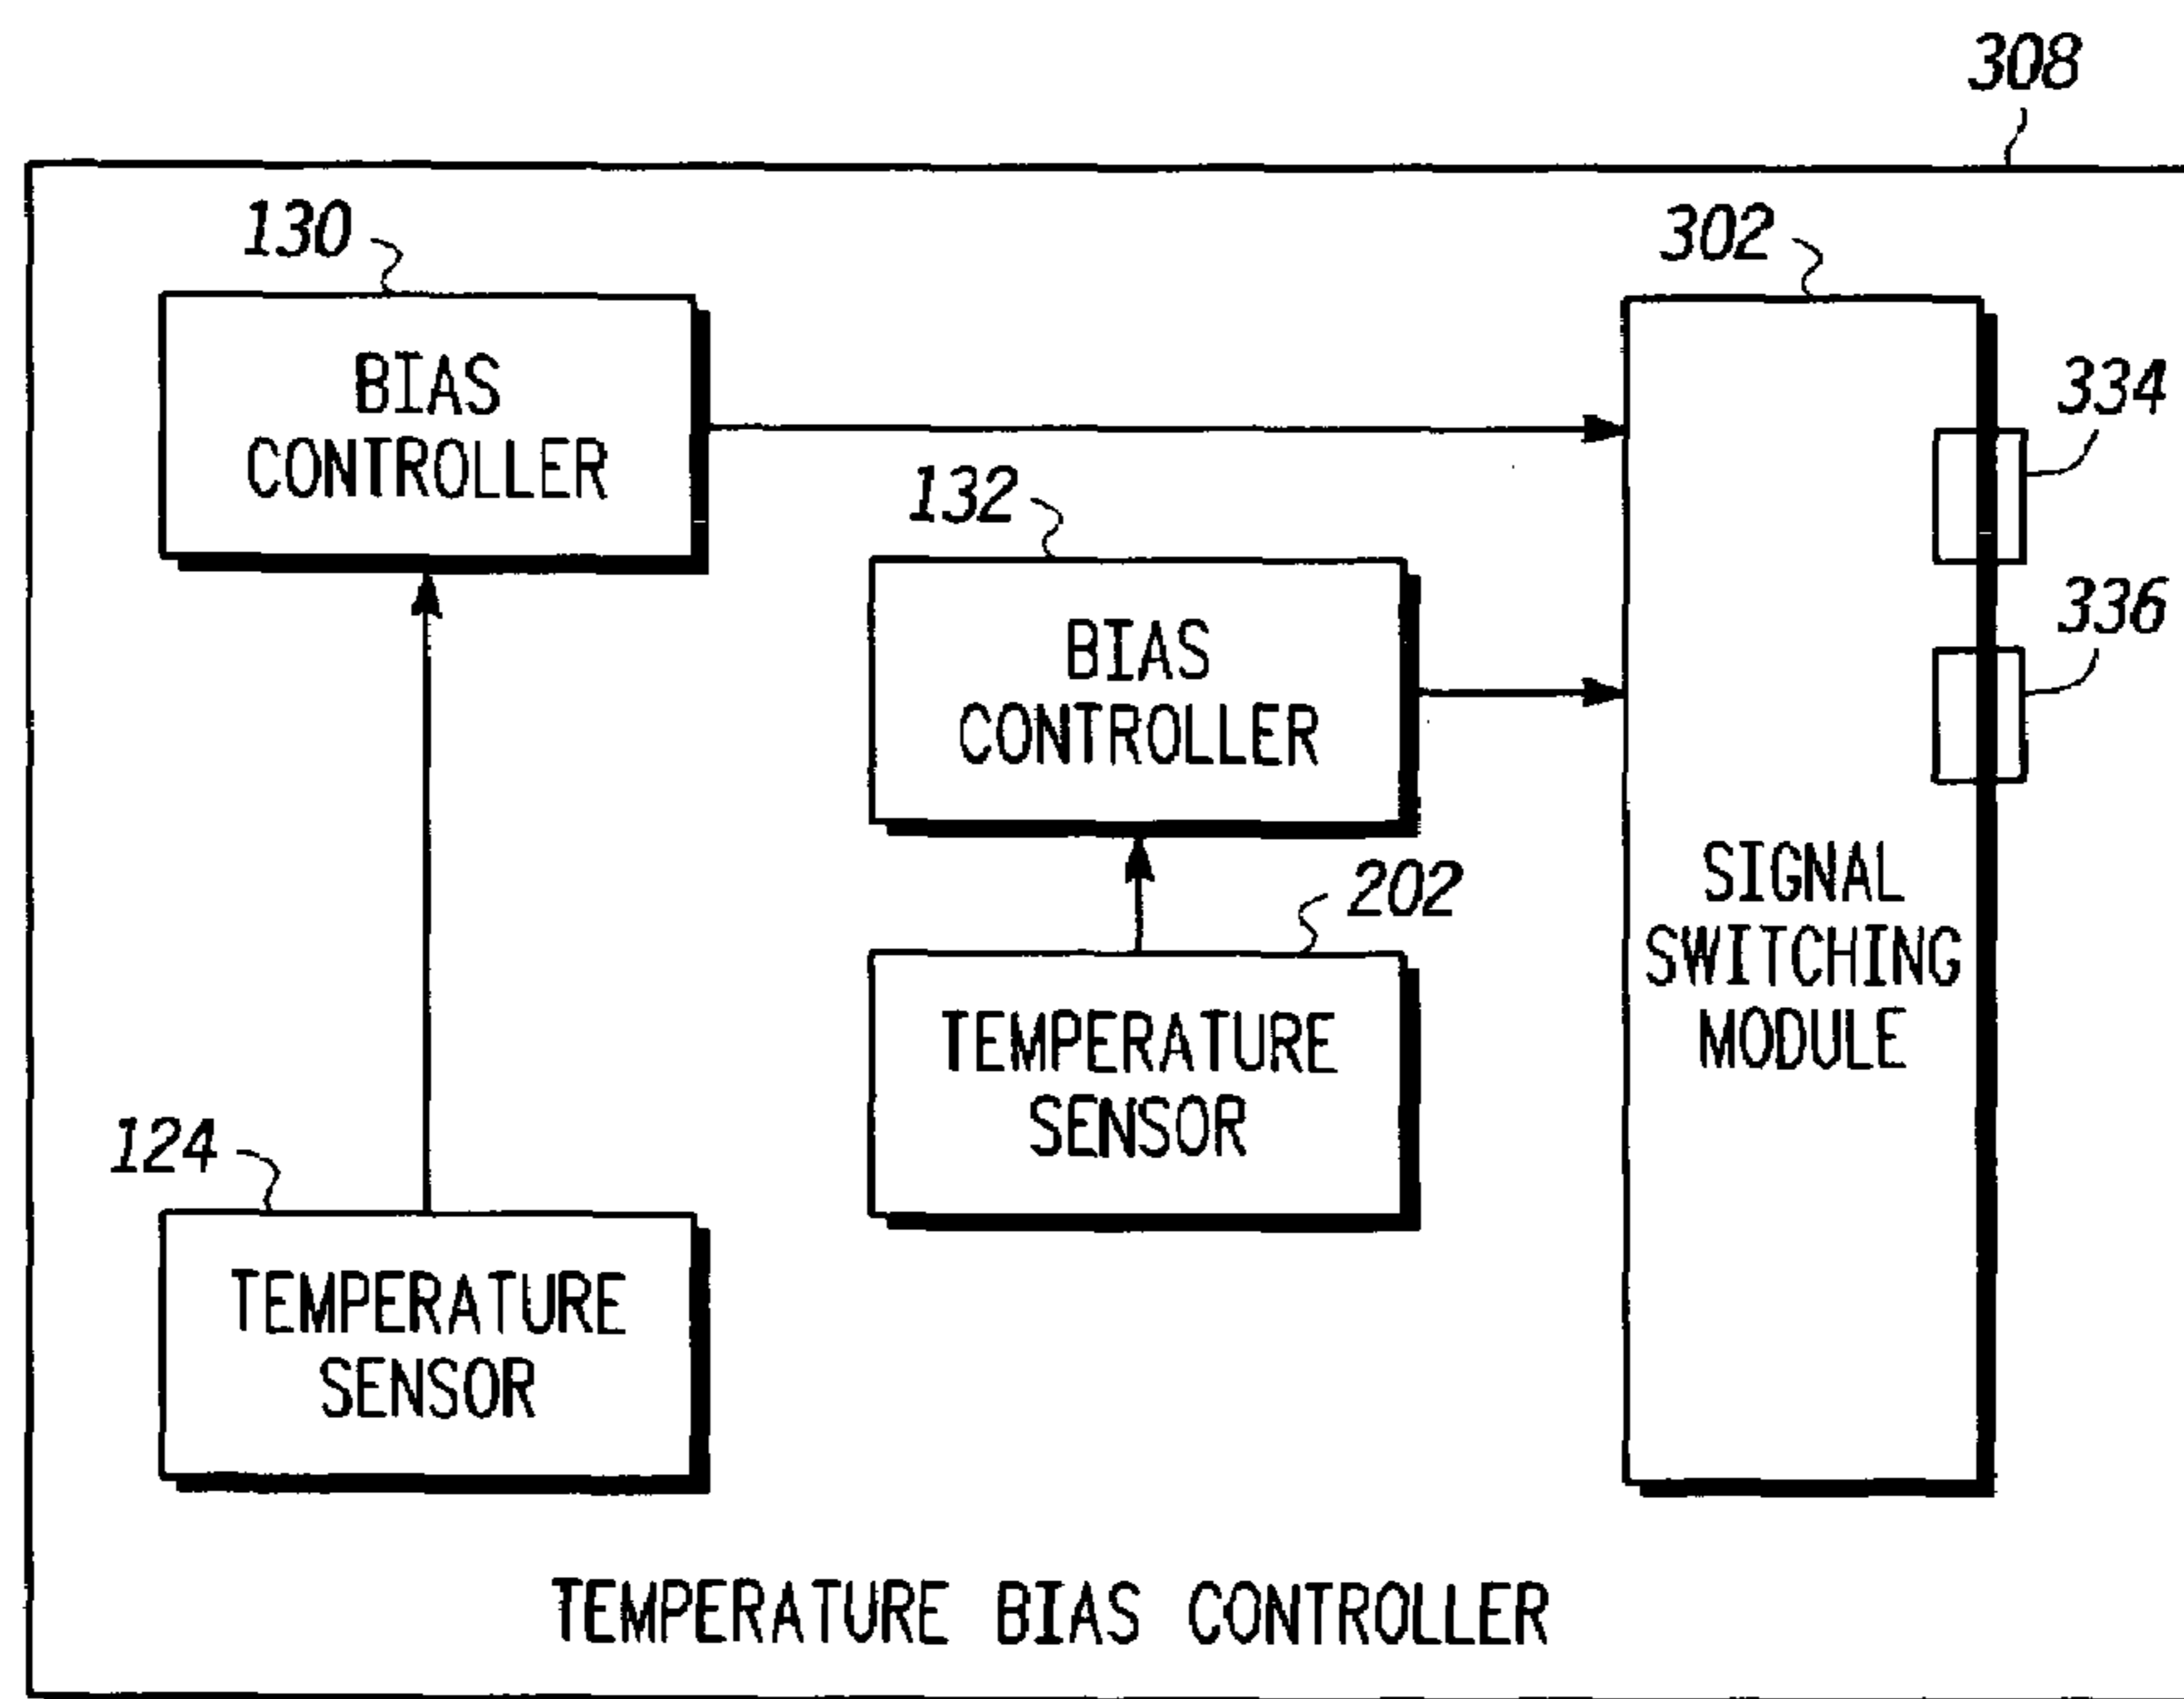 308
130
302
BIAS
CONTROLLER
334
132
336
BIAS
CONTROLLER
202
SIGNAL
SWITCHING
MODULE
TEMPERATURE
SENSOR
124
TEMPERATURE
SENSOR
TEMPERATURE BIAS CONTROLLER